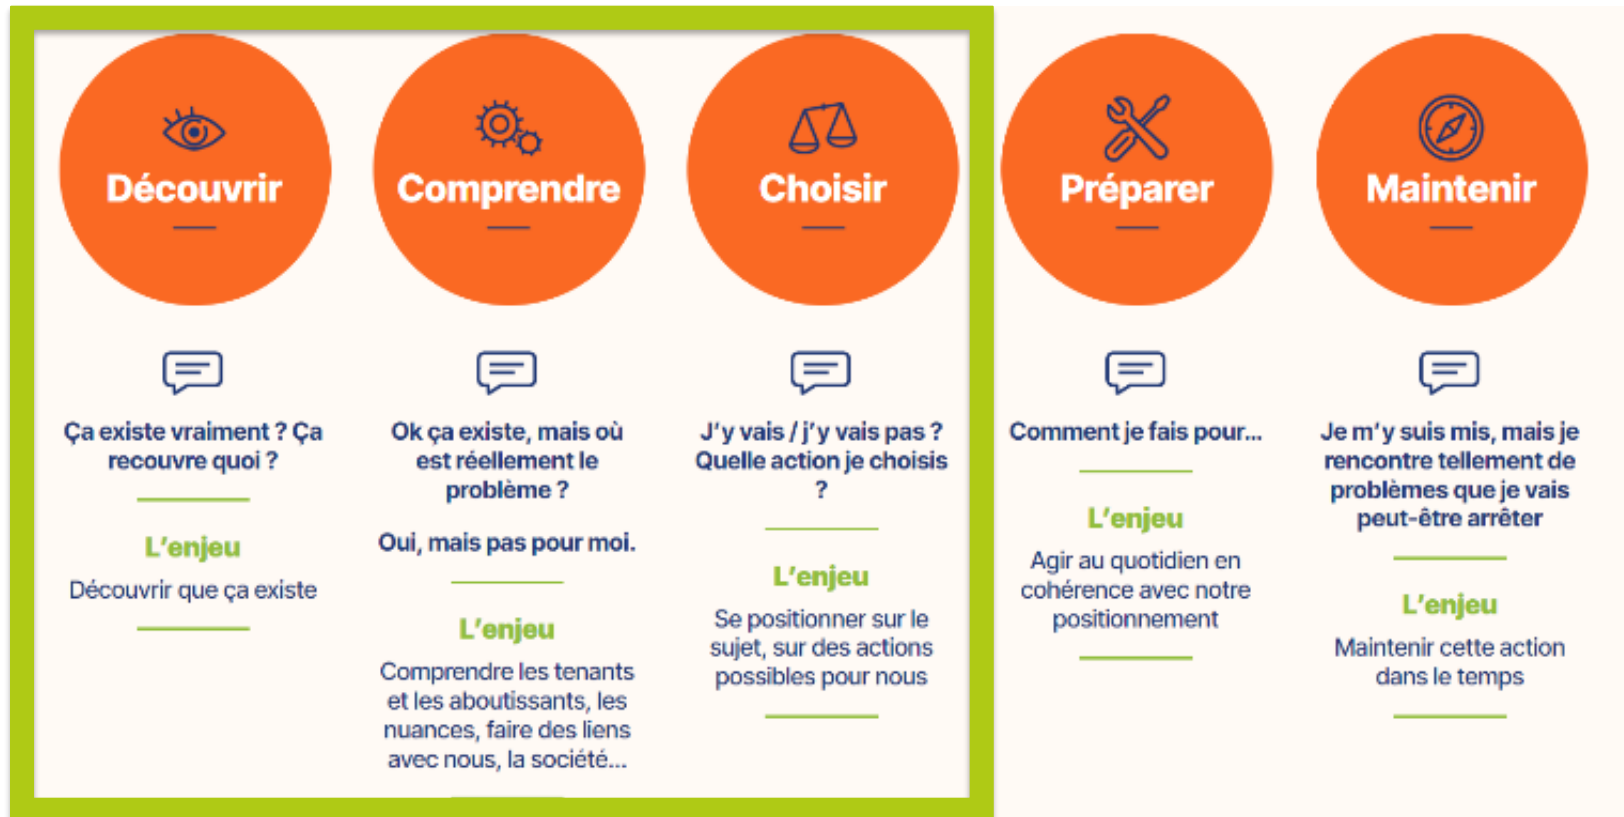 Découvrir
Ça existe vraiment ? Ça
recouvre quoi ?
L'enjeu
Découvrir que ça existe
Comprendre
Ok ça existe, mais où
est réellement le
problème ?
Oui, mais pas pour moi.
L'enjeu
Comprendre les tenants
et les aboutissants, les
nuances, faire des liens
avec nous, la société...
Choisir
J'y vais / j'y vais pas ?
Quelle action je choisis
?
L'enjeu
Se positionner sur le
sujet, sur des actions
possibles pour nous
Préparer
Comment je fais pour...
L'enjeu
Agir au quotidien en
cohérence avec notre
positionnement
Maintenir
Je m'y suis mis, mais je
rencontre tellement de
problèmes que je vais
peut-être arrêter
L'enjeu
Maintenir cette action
dans le temps